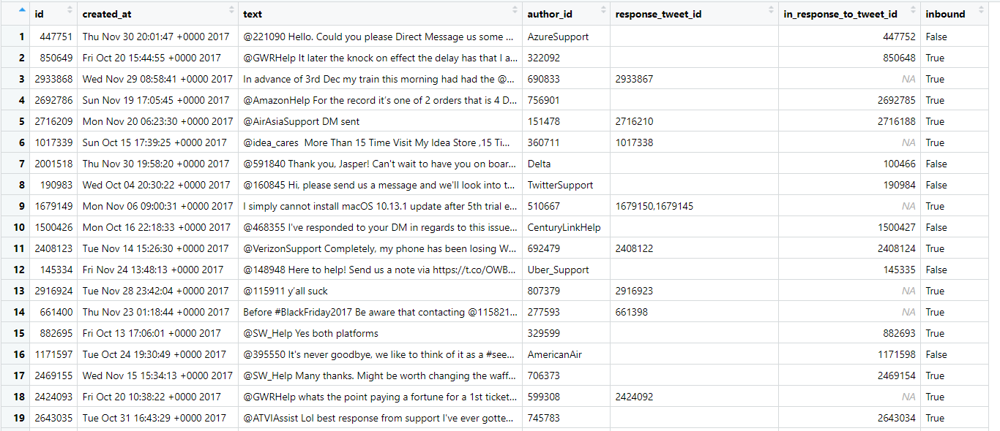 id created_at text author_id response_tweet_id in_response_to_tweet_id inbound
1 447751 Thu Nov 30 20:01:47 +0000 2017 @221090 Hello. Could you please Direct Message us some ... AzureSupport 447752 False
2 850649 Fri Oct 20 15:44:55 +0000 2017 @GWRHelp It later the knock on effect the delay has that I a... 322092 850648 True
3 2933868 Wed Nov 29 08:58:41 +0000 2017 In advance of 3rd Dec my train this morning had had the @... 690833 2933867 NA True
4 2692786 Sun Nov 19 17:05:45 +0000 2017 @AmazonHelp For the record it's one of 2 orders that is 4 D... 756901 2692785 True
5 2716209 Mon Nov 20 06:23:30 +0000 2017 @AirAsiaSupport DM sent 151478 2716210 2716188 True
6 1017339 Sun Oct 15 17:39:25 +0000 2017 @idea_cares More Than 15 Time Visit My Idea Store ,15 Ti... 360711 1017338 NA True
7 2001518 Thu Nov 30 19:58:20 +0000 2017 @591840 Thank you, Jasper! Can't wait to have you on boar... Delta 100466 False
8 190983 Wed Oct 04 20:30:22 +0000 2017 @160845 Hi, please send us a message and we'll look into t... TwitterSupport 190984 False
9 1679149 Mon Nov 06 09:00:31 +0000 2017 I simply cannot install macOS 10.13.1 update after 5th trial e... 510667 1679150,1679145 NA True
10 1500426 Mon Oct 16 22:18:33 +0000 2017 @468355 I've responded to your DM in regards to this issue... CenturyLinkHelp 1500427 False
11 2408123 Tue Nov 14 15:26:30 +0000 2017 @VerizonSupport Completely, my phone has been losing W... 692479 2408122 2408124 True
12 145334 Fri Nov 24 13:48:13 +0000 2017 @148948 Here to help! Send us a note via https://t.co/OWB... Uber_Support 145335 False
13 2916924 Tue Nov 28 23:42:04 +0000 2017 @115911 y'all suck 807379 2916923 NA True
14 661400 Thu Nov 23 01:18:44 +0000 2017 Before #BlackFriday2017 Be aware that contacting @115821... 277593 661398 NA True
15 882695 Fri Oct 13 17:06:01 +0000 2017 @SW_Help Yes both platforms 329599 882693 True
16 1171597 Tue Oct 24 19:30:49 +0000 2017 @395550 It's never goodbye, we like to think of it as a #see... AmericanAir 1171598 False
17 2469155 Wed Nov 15 15:34:13 +0000 2017 @SW_Help Many thanks. Might be worth changing the waff... 706373 2469154 True
18 2424093 Fri Oct 20 10:38:22 +0000 2017 @GWRHelp whats the point paying a fortune for a 1st ticket... 599308 2424092 NA True
19 2643035 Tue Oct 31 16:43:29 +0000 2017 @ATVIAssist Lol best response from support I've ever gotte... 745783 2643034 True